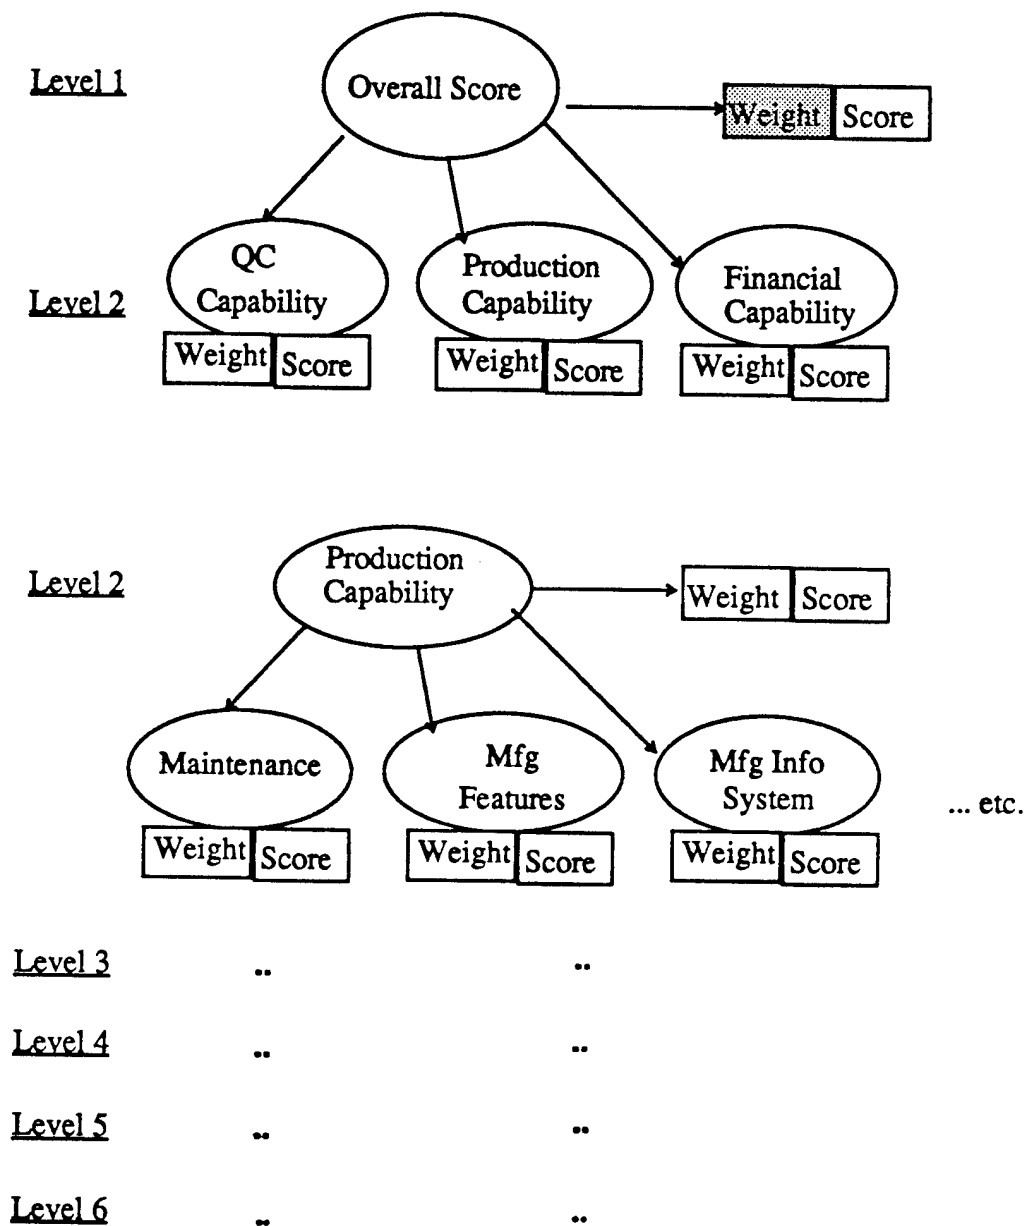 Level 1
Overall Score
Weight Score
Level 2
QC
Capability
Production
Capability
Financial
Capability
Weight Score
Weight Score
Weight Score
Level 2
Production
Capability
Weight Score
Maintenance
Mfg
Features
Mfg Info
System
... etc.
Weight Score
Weight Score
Weight Score
Level 3 .. ..
Level 4 .. ..
Level 5 .. ..
Level 6 .. ..